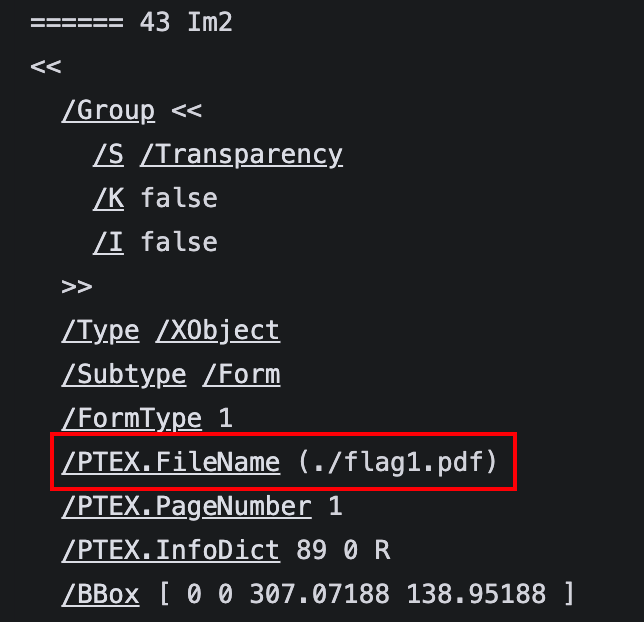 ====== 43 Im2
<<
/Group <<
/S /Transparency
/K false
/I false
>>
/Type /XObject
/Subtype /Form
/FormType 1
/PTEX.FileName (./flag1.pdf)
/PTEX.PageNumber 1
/PTEX.InfoDict 89 0 R
/BBox [ 0 0 307.07188 138.95188 ]